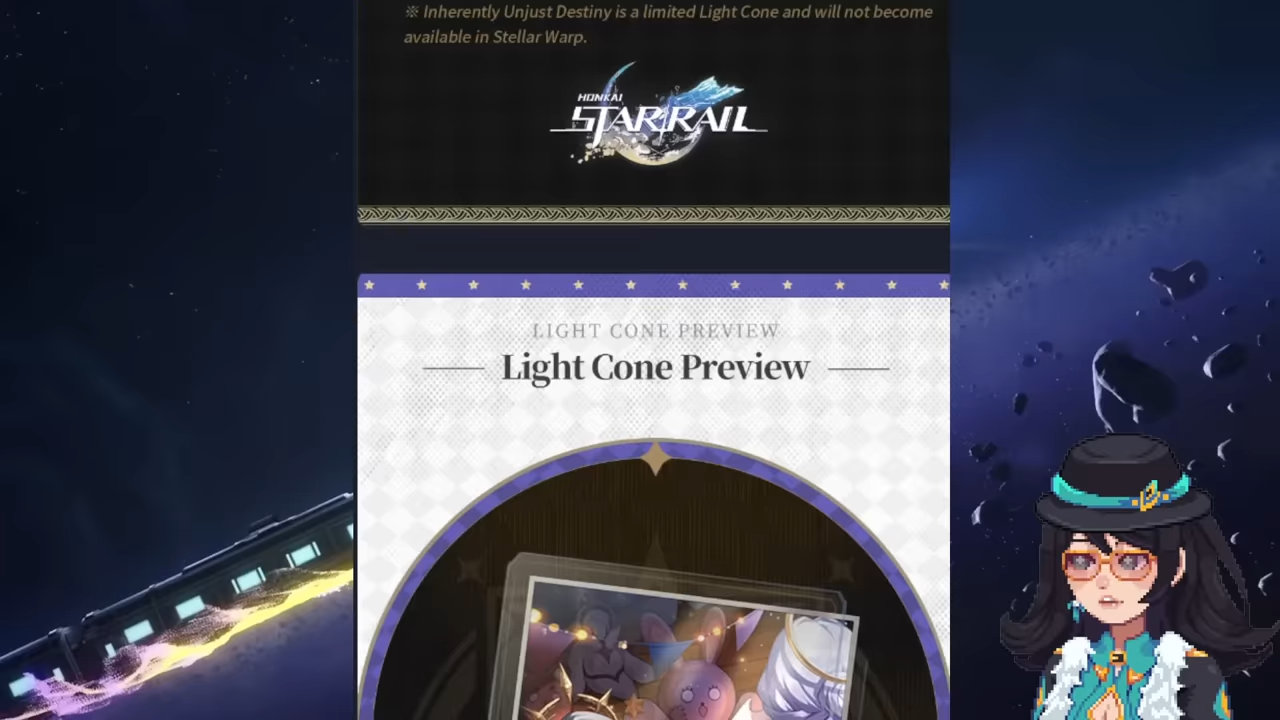 ※ Inherently Unjust Destiny is a limited Light Cone and will not become
available in Stellar Warp.
HONKAI
STAR RAIL
LIGHT CONE PREVIEW
Light Cone Preview